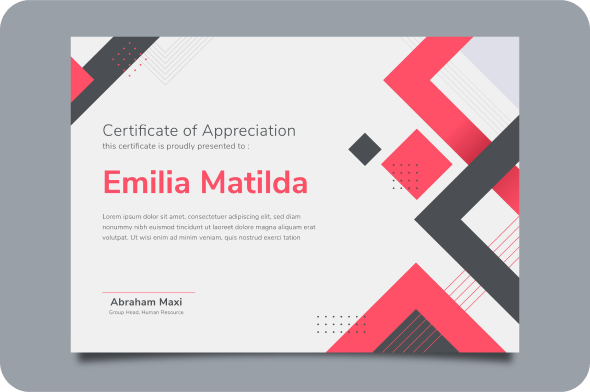 Certificate of Appreciation
this certificate is proudly presented to :
Emilia Matilda
Lorem ipsum dolor sit amet, consectetuer adipiscing elit, sed diam
nonummy nibh euismod tincidunt ut laoreet dolore magna aliquam erat
volutpat. Ut wisi enim ad minim veniam, quis nostrud exerci tation
Abraham Maxi
Group Head, Human Resource